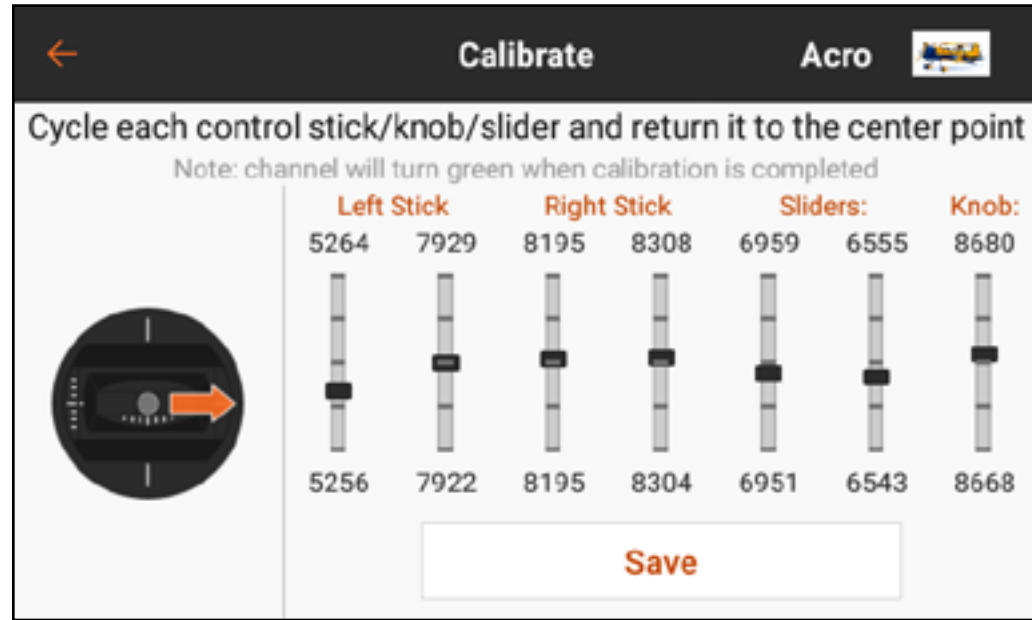 Calibrate Acro
Cycle each control stick/knob/slider and return it to the center point
Note: channel will turn green when calibration is completed
Left Stick Right Stick Sliders: Knob:
5264 7929 8195 8308 6959 6555 8680
5256 7922 8195 8304 6951 6543 8668
Save